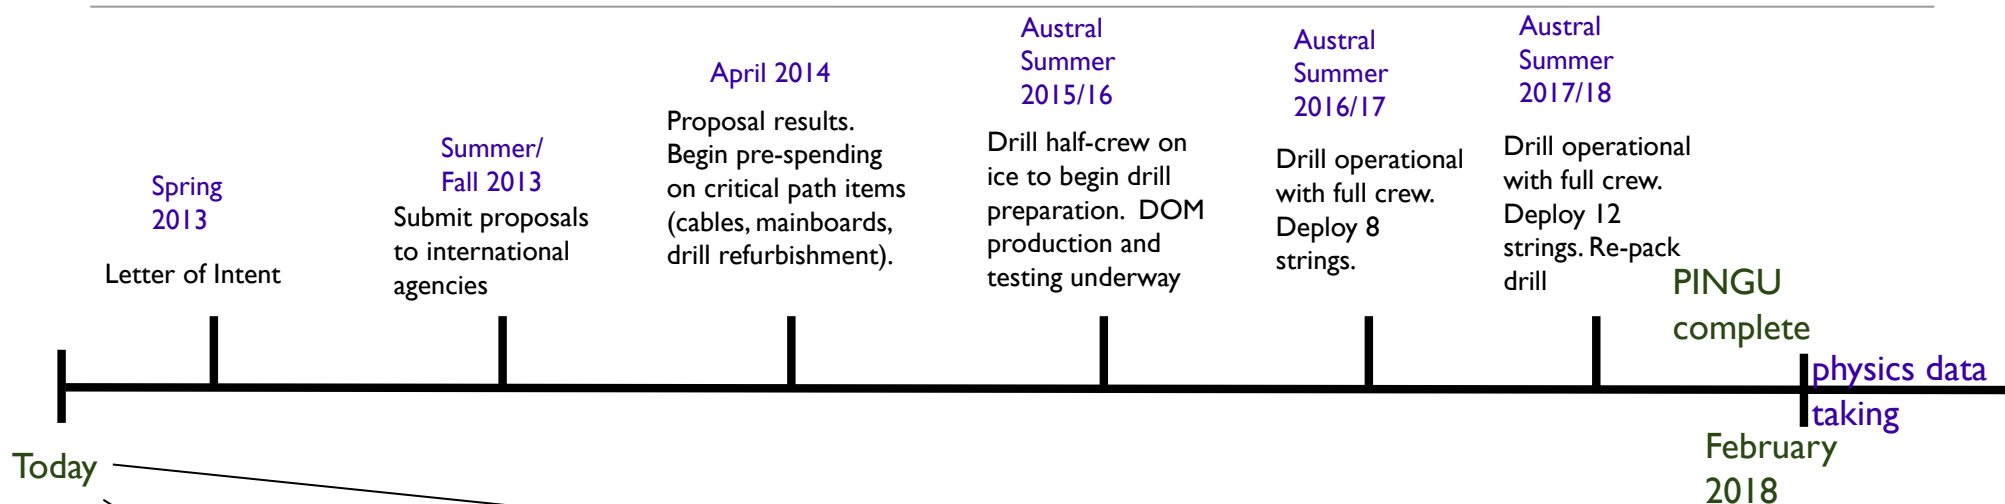 Spring
2013
Letter of Intent
Summer/
Fall 2013
Submit proposals
to international
agencies
April 2014
Proposal results.
Begin pre-spending
on critical path items
(cables, mainboards,
drill refurbishment).
Austral
Summer
2015/16
Drill half-crew on
ice to begin drill
preparation. DOM
production and
testing underway
Austral
Summer
2016/17
Drill operational
with full crew.
Deploy 8
strings.
Austral
Summer
2017/18
Drill operational
with full crew.
Deploy 12
strings. Re-pack
drill
PINGU
complete
physics data
taking
February
2018
Today